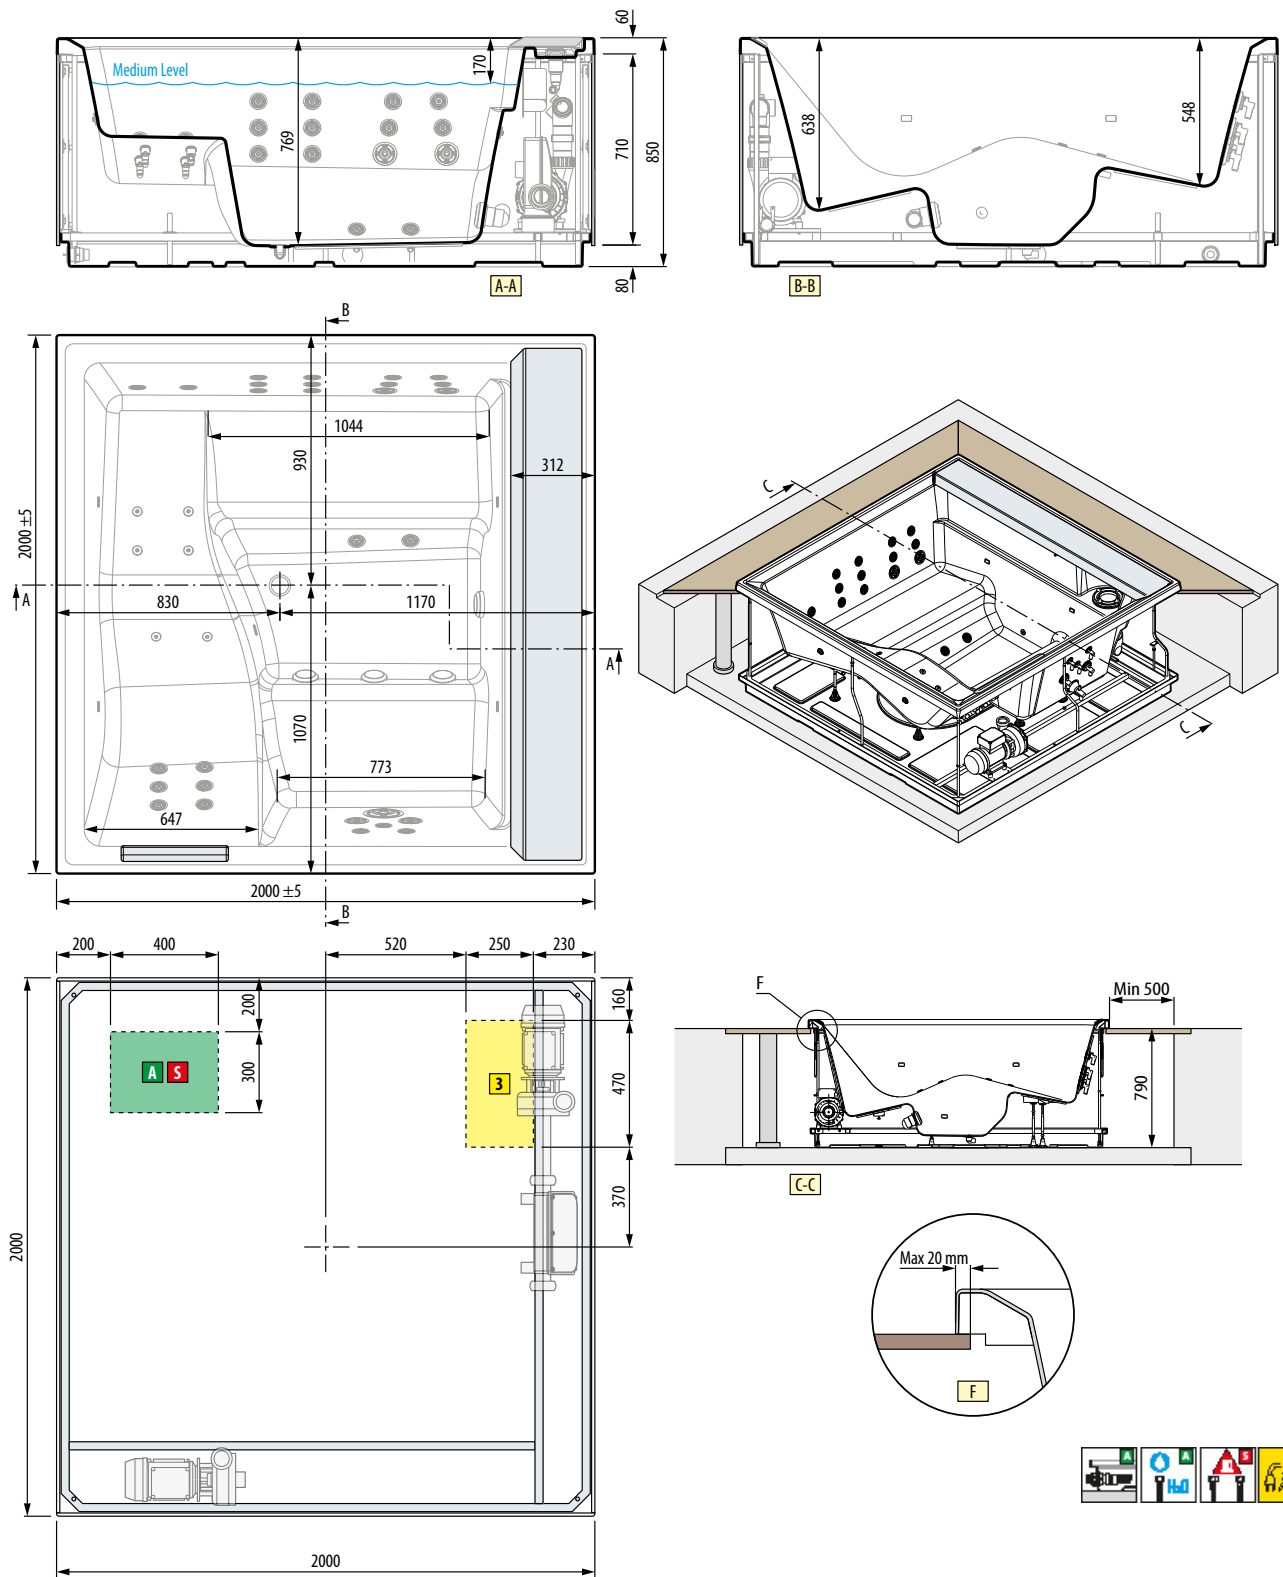 60
Medium Level
170
769
710
850
80
A-A
638
548
B-B
B
1044
930
312
2000 ±5
A
830
1170
A
1070
773
647
2000 ±5
B
C
C
200
400
520
250
230
200
160
A S
300
3
470
370
2000
2000
F
Min 500
790
C-C
Max 20 mm
F
A
A
H₂O
S